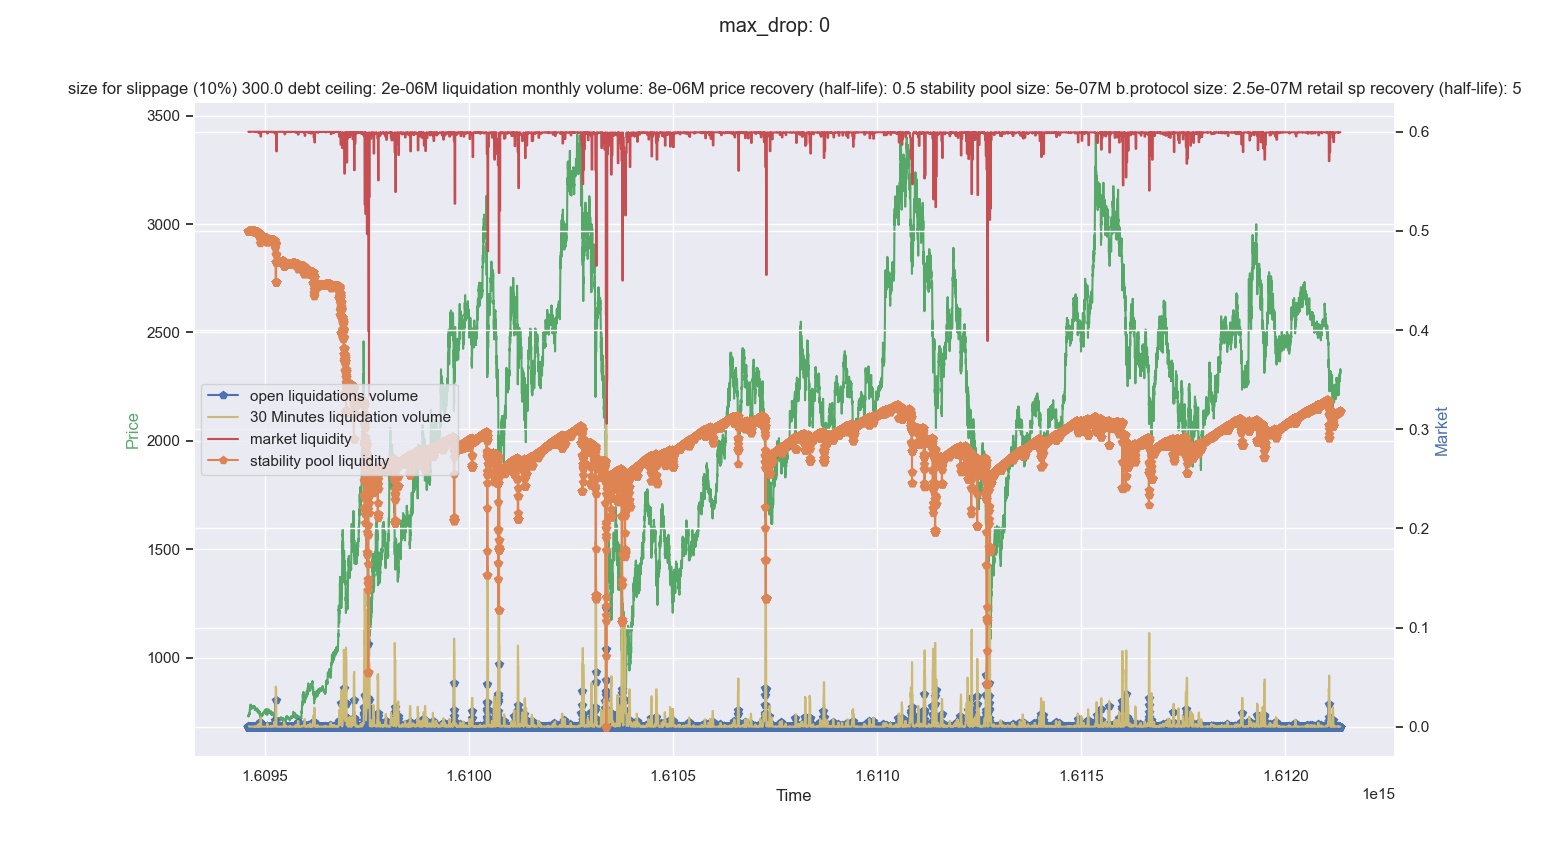 max_drop: 0
size for slippage (10%) 300.0 debt ceiling: 2e-06M liquidation monthly volume: 8e-06M price recovery (half-life): 0.5 stability pool size: 5e-07M b.protocol size: 2.5e-07M retail sp recovery (half-life): 5
3500
3000
2500
2000
1500
1000
Price
0.6
0.5
0.4
0.3
0.2
0.1
0.0
Market
open liquidations volume
30 Minutes liquidation volume
market liquidity
stability pool liquidity
1.6095 1.6100 1.6105 1.6110 1.6115 1.6120
1e15
Time